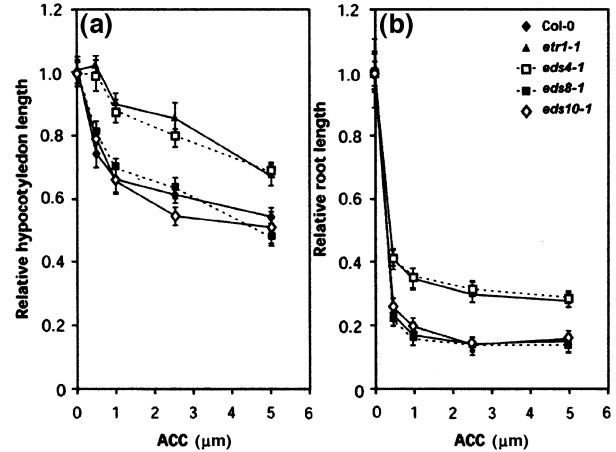 (a)
Relative hypocotyledon length
1.2
1.0
0.8
0.6
0.4
0.2
0
0 1 2 3 4 5 6
ACC (μm)
(b)
Relative root length
1.2
1.0
0.8
0.6
0.4
0.2
0
0 1 2 3 4 5 6
ACC (μm)
Col-0
etr1-1
eds4-1
eds8-1
eds10-1